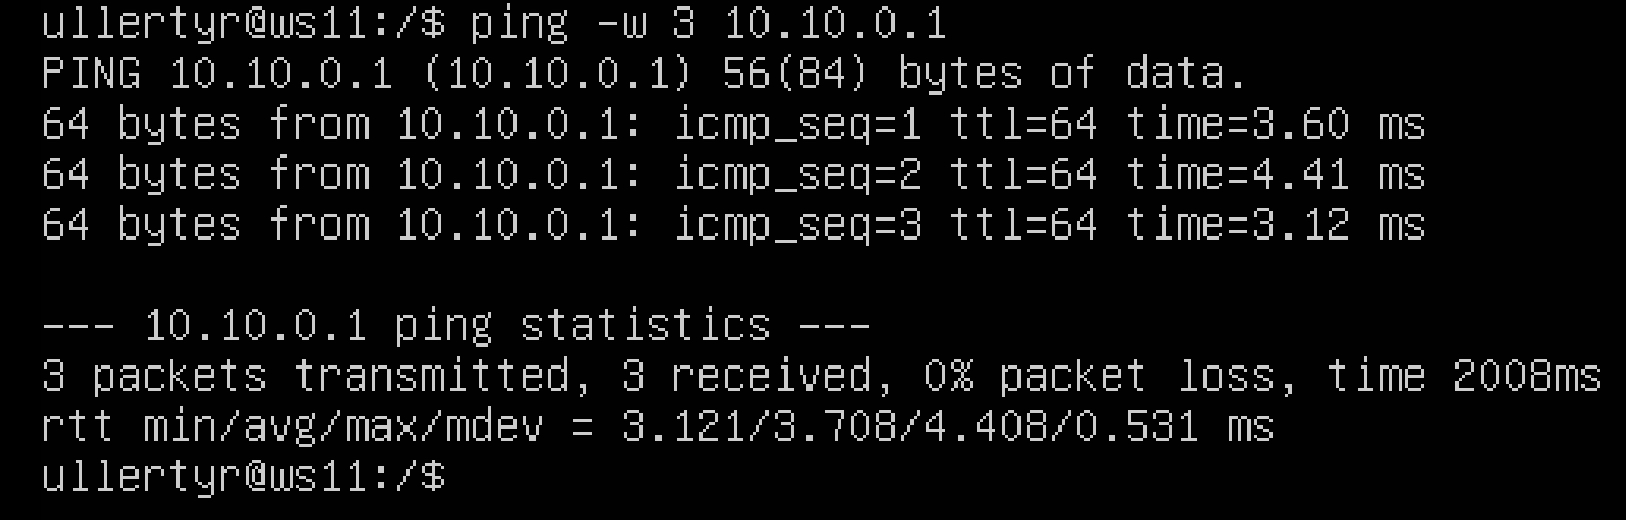 ullertyr@ws11:/$ ping -w 3 10.10.0.1
PING 10.10.0.1 (10.10.0.1) 56(84) bytes of data.
64 bytes from 10.10.0.1: icmp_seq=1 ttl=64 time=3.60 ms
64 bytes from 10.10.0.1: icmp_seq=2 ttl=64 time=4.41 ms
64 bytes from 10.10.0.1: icmp_seq=3 ttl=64 time=3.12 ms
--- 10.10.0.1 ping statistics ---
3 packets transmitted, 3 received, 0% packet loss, time 2008ms
rtt min/avg/max/mdev = 3.121/3.708/4.408/0.531 ms
ullertyr@ws11:/$